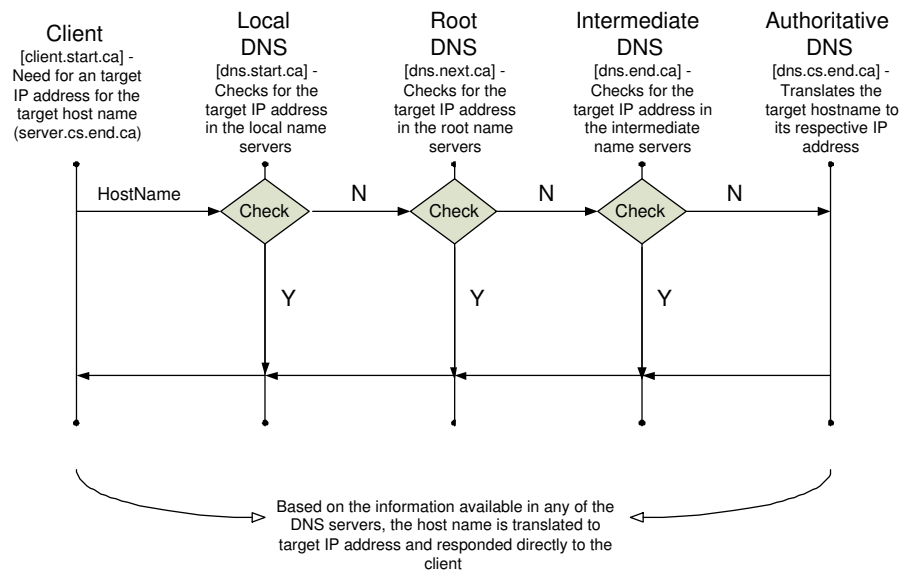 Client
[client.start.ca] -
Need for an target
IP address for the
target host name
(server.cs.end.ca)
Local
DNS
[dns.start.ca] -
Checks for the
target IP address
in the local name
servers
Root
DNS
[dns.next.ca] -
Checks for the
target IP address
in the root name
servers
Intermediate
DNS
[dns.end.ca] -
Checks for the
target IP address in
the intermediate
name servers
Authoritative
DNS
[dns.cs.end.ca] -
Translates the
target hostname to
its respective IP
address
HostName
Check
N
Check
N
Check
N
Y
Y
Y
Based on the information available in any of the
DNS servers, the host name is translated to
target IP address and responded directly to the
client